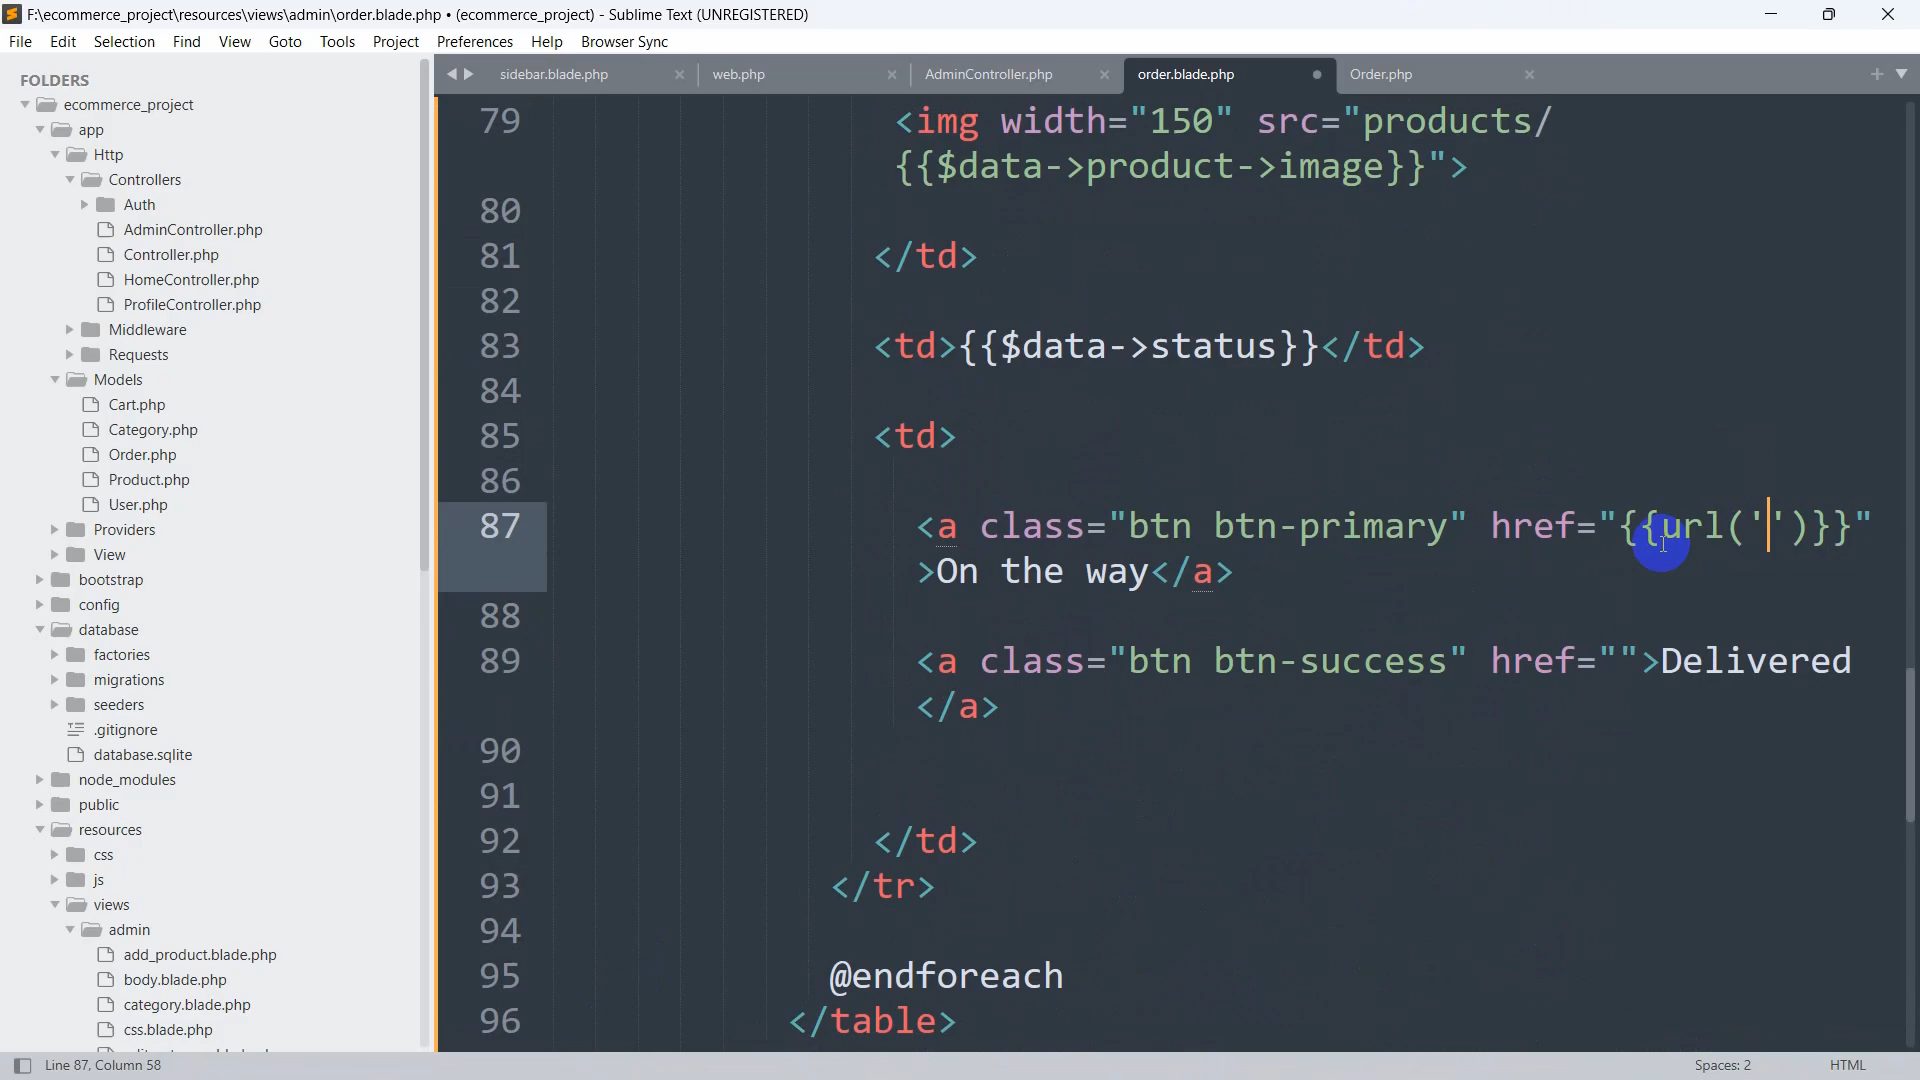 F:\ecommerce_project\resources\views\admin\order.blade.php • (ecommerce_project) - Sublime Text (UNREGISTERED)
File Edit Selection Find View Goto Tools Project Preferences Help Browser Sync
FOLDERS
ecommerce_project
app
Http
Controllers
Auth
AdminController.php
Controller.php
HomeController.php
ProfileController.php
Middleware
Requests
Models
Cart.php
Category.php
Order.php
Product.php
User.php
Providers
View
bootstrap
config
database
factories
migrations
seeders
.gitignore
database.sqlite
node_modules
public
resources
css
js
views
admin
add_product.blade.php
body.blade.php
category.blade.php
css.blade.php
sidebar.blade.php web.php AdminController.php order.blade.php Order.php
79 <img width="150" src="products/
{{$data->product->image}}">
80
81 </td>
82
83 <td>{{$data->status}}</td>
84
85 <td>
86
87 <a class="btn btn-primary" href="{{url('')}}"
>On the way</a>
88
89 <a class="btn btn-success" href="">Delivered
</a>
90
91
92 </td>
93 </tr>
94
95 @endforeach
96 </table>
Line 87, Column 58 Spaces: 2 HTML